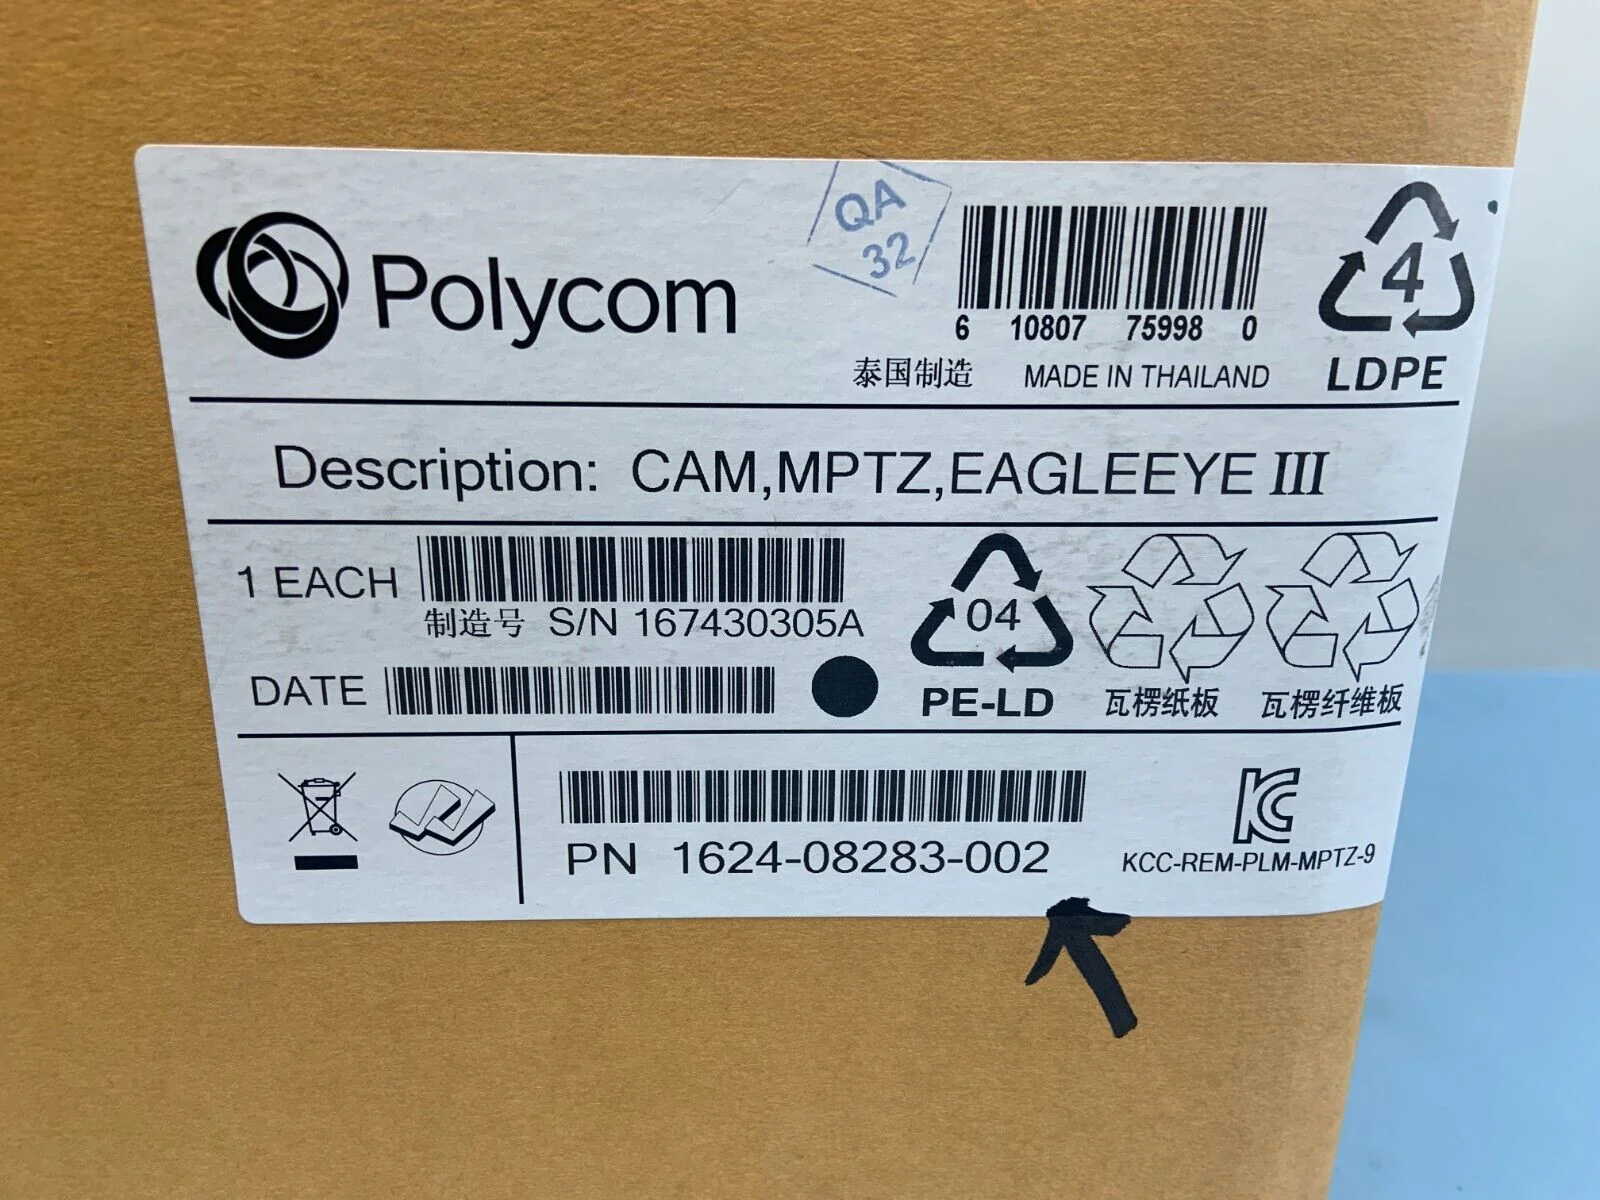 Polycom
QA
32
6 10807 75998 0
泰国制造 MADE IN THAILAND
4
LDPE
Description: CAM,MPTZ,EAGLEEYE III
1 EACH
制造号 S/N 167430305A
DATE
04
PE-LD
瓦楞纸板
瓦楞纤维板
PN 1624-08283-002
KC
KCC-REM-PLM-MPTZ-9